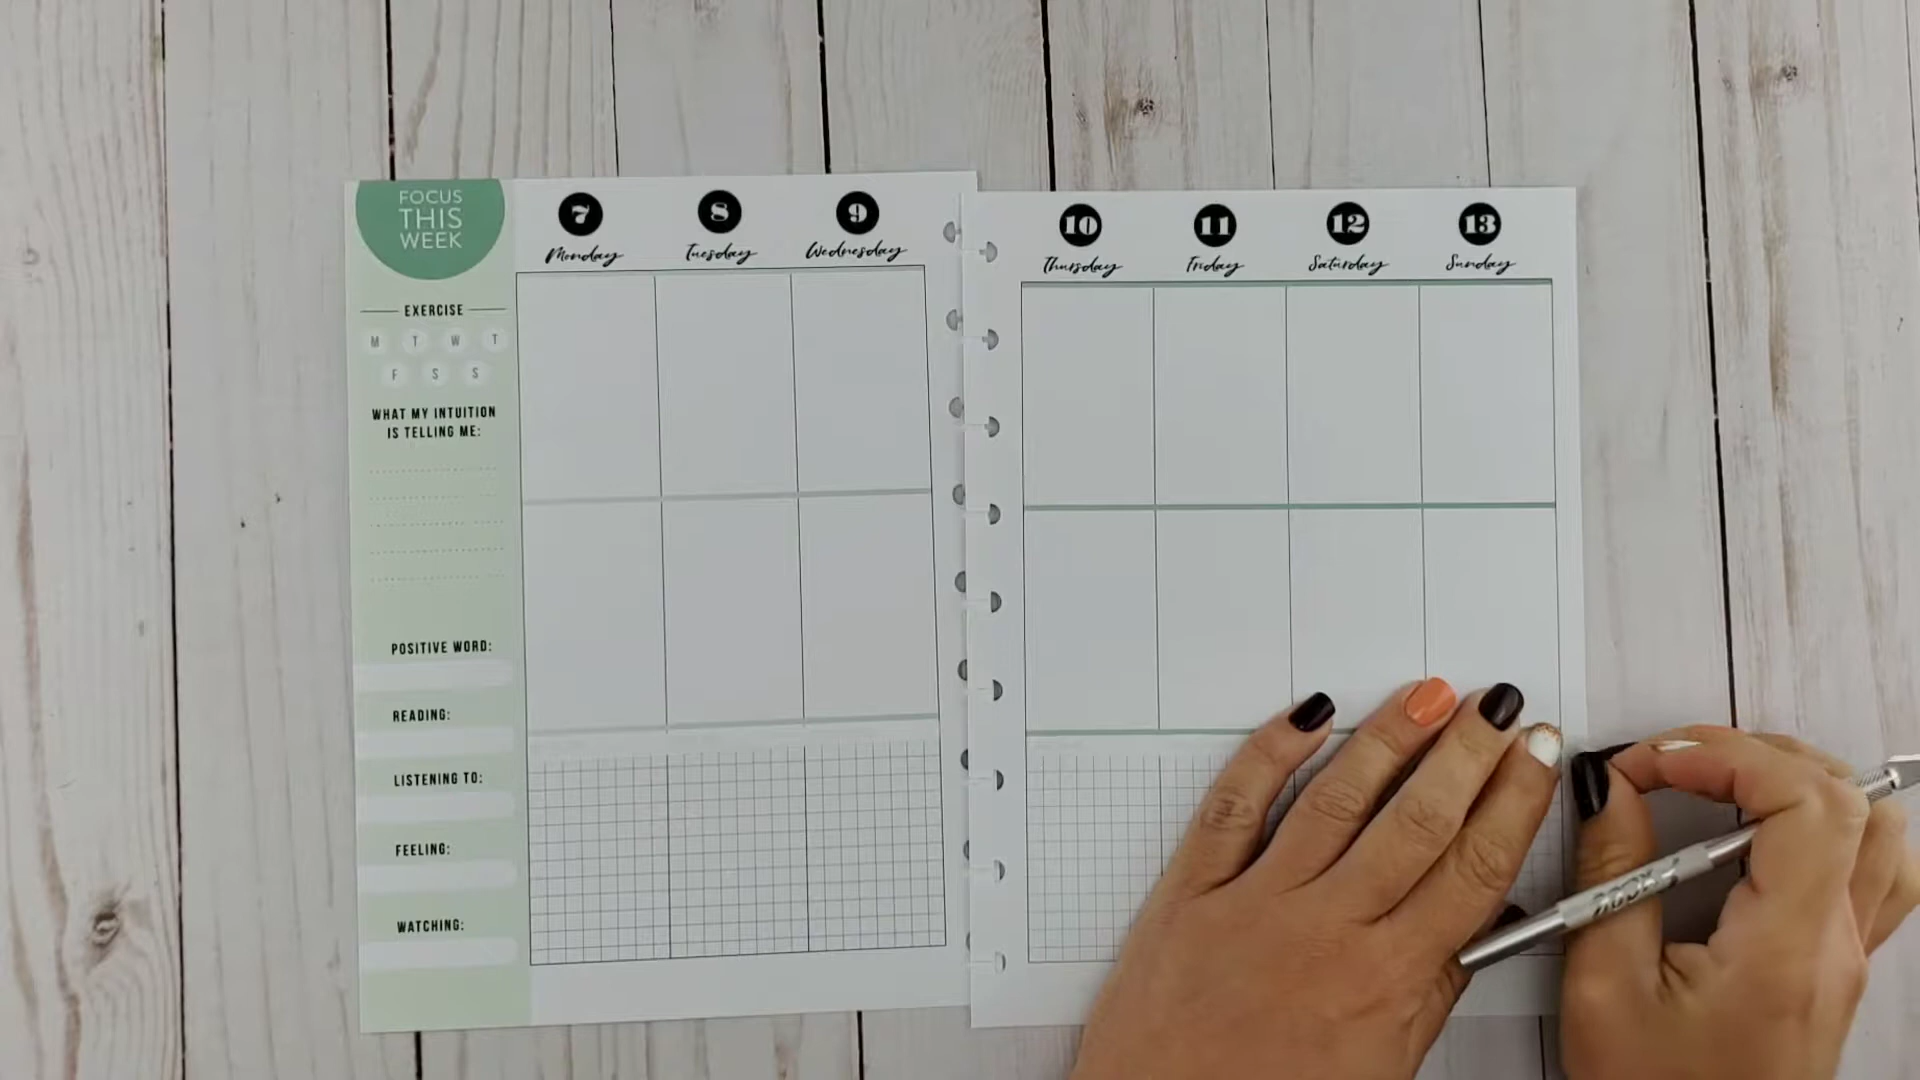 FOCUS
THIS
WEEK
EXERCISE
M T W T
F S S
WHAT MY INTUITION
IS TELLING ME:
POSITIVE WORD:
READING:
LISTENING TO:
FEELING:
WATCHING:
7 8 9
Monday Tuesday Wednesday
10 11 12 13
Thursday Friday Saturday Sunday